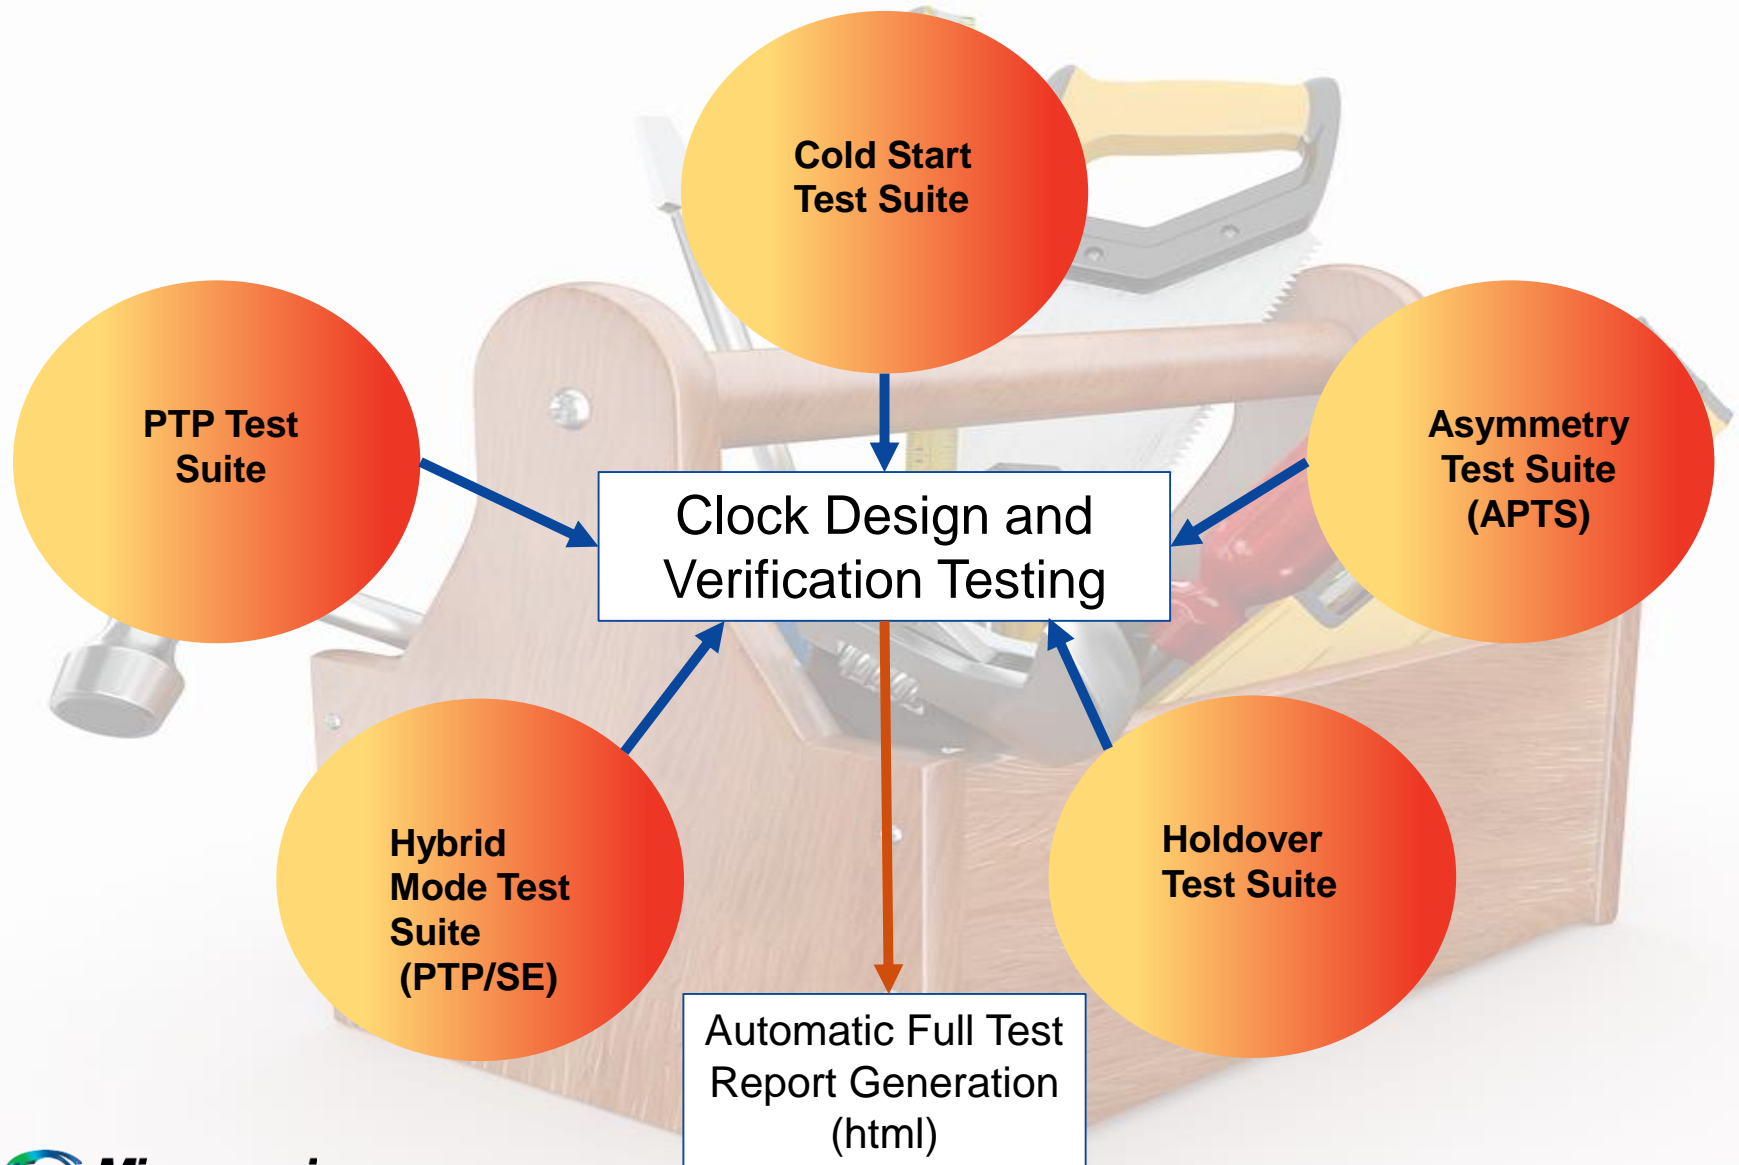 Cold Start
Test Suite
PTP Test
Suite
Asymmetry
Test Suite
(APTS)
Clock Design and
Verification Testing
Hybrid
Mode Test
Suite
(PTP/SE)
Holdover
Test Suite
Automatic Full Test
Report Generation
(html)